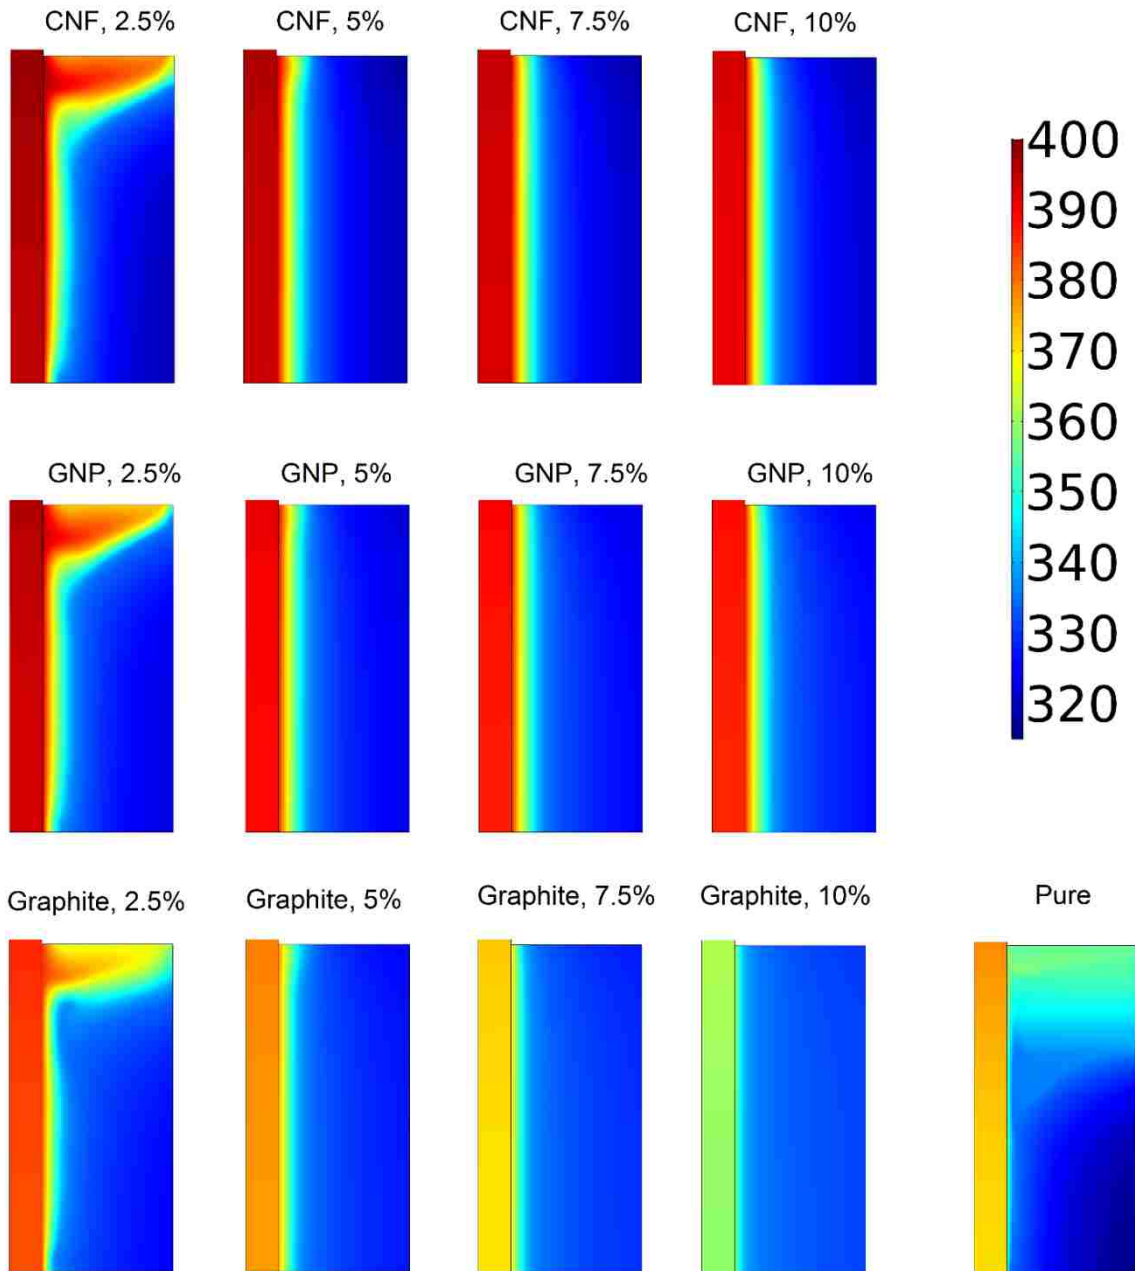 CNF, 2.5%
CNF, 5%
CNF, 7.5%
CNF, 10%
400
390
380
370
360
350
340
330
320
GNP, 2.5%
GNP, 5%
GNP, 7.5%
GNP, 10%
Graphite, 2.5%
Graphite, 5%
Graphite, 7.5%
Graphite, 10%
Pure